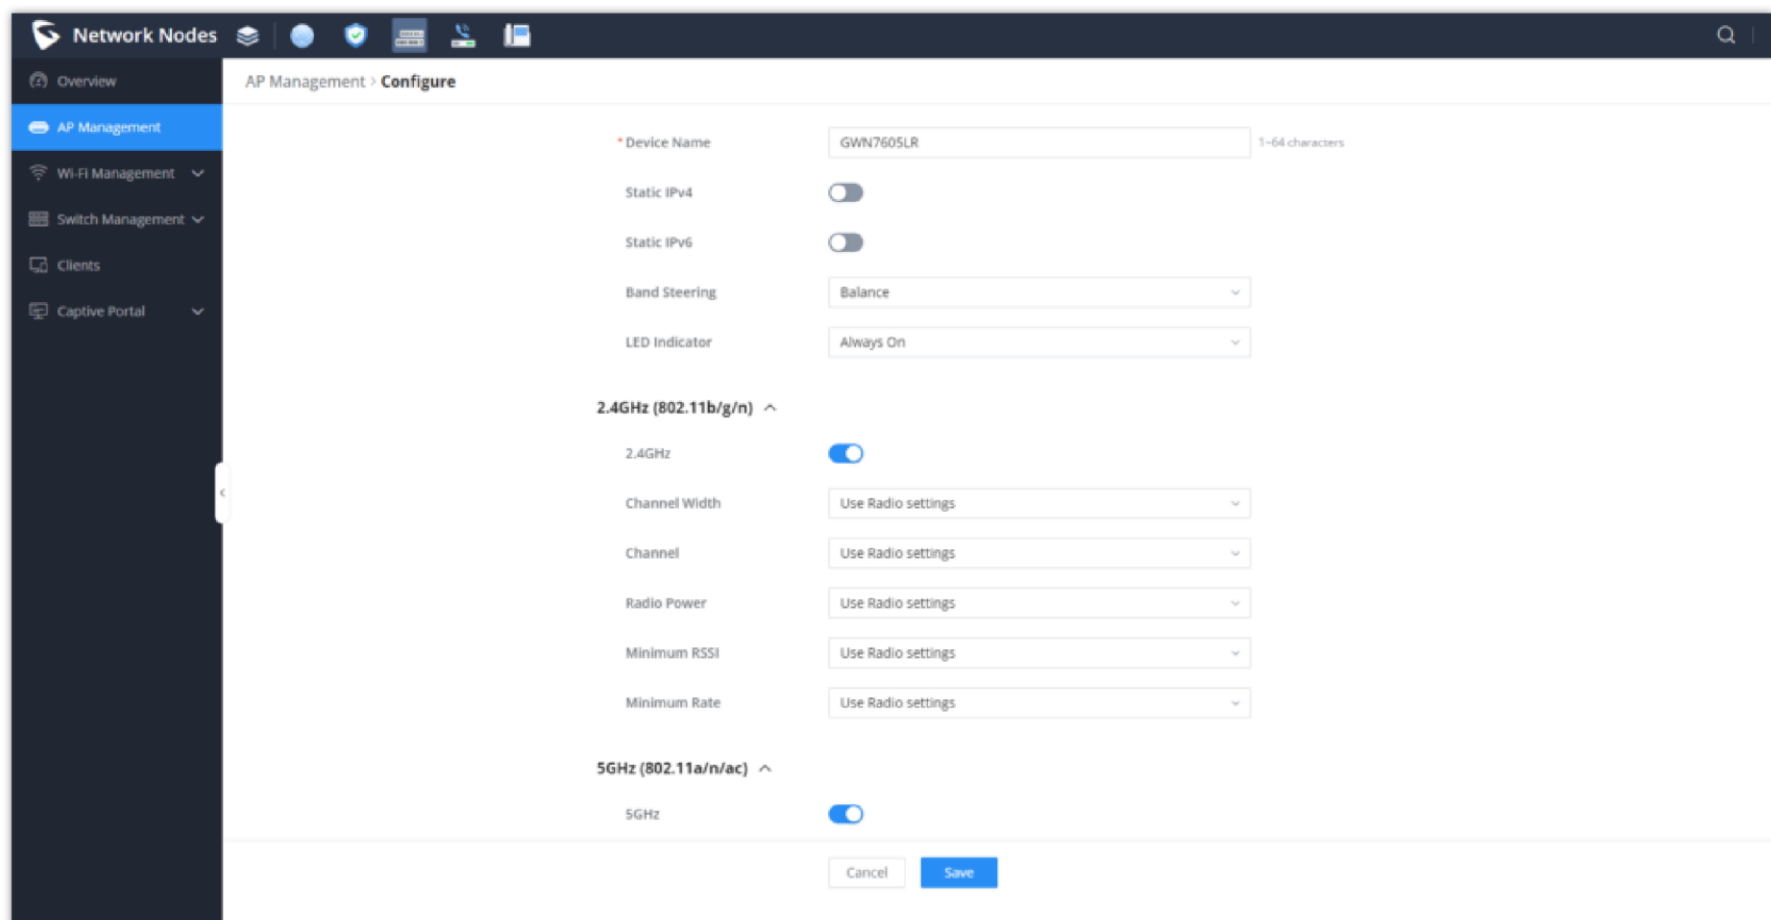 Network Nodes
Overview
AP Management
Wi-Fi Management
Switch Management
Clients
Captive Portal
AP Management > Configure
* Device Name GWN7605LR 1~64 characters
Static IPv4
Static IPv6
Band Steering Balance
LED Indicator Always On
2.4GHz (802.11b/g/n)
2.4GHz
Channel Width Use Radio settings
Channel Use Radio settings
Radio Power Use Radio settings
Minimum RSSI Use Radio settings
Minimum Rate Use Radio settings
5GHz (802.11a/n/ac)
5GHz
Cancel Save